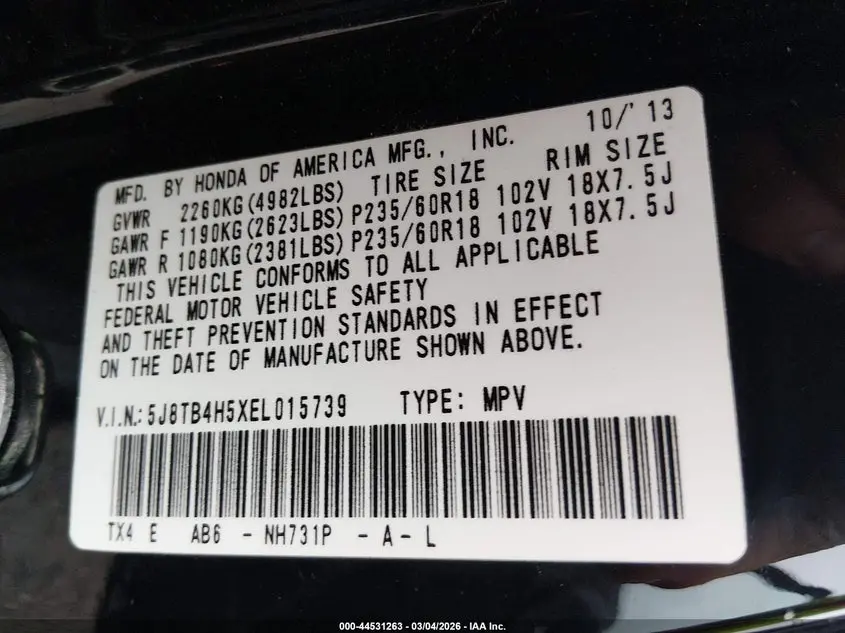 MFD. BY HONDA OF AMERICA MFG., INC. 10/'13
GVWR 2260KG(4982LBS) TIRE SIZE RIM SIZE
GAWR F 1190KG(2623LBS) P235/60R18 102V 18X7.5J
GAWR R 1080KG(2381LBS) P235/60R18 102V 18X7.5J
THIS VEHICLE CONFORMS TO ALL APPLICABLE
FEDERAL MOTOR VEHICLE SAFETY
AND THEFT PREVENTION STANDARDS IN EFFECT
ON THE DATE OF MANUFACTURE SHOWN ABOVE.
V.I.N.: 5J8TB4H5XEL015739 TYPE: MPV
TX4 E AB6 - NH731P - A - L
000-44531263 - 03/04/2026 - IAA Inc.